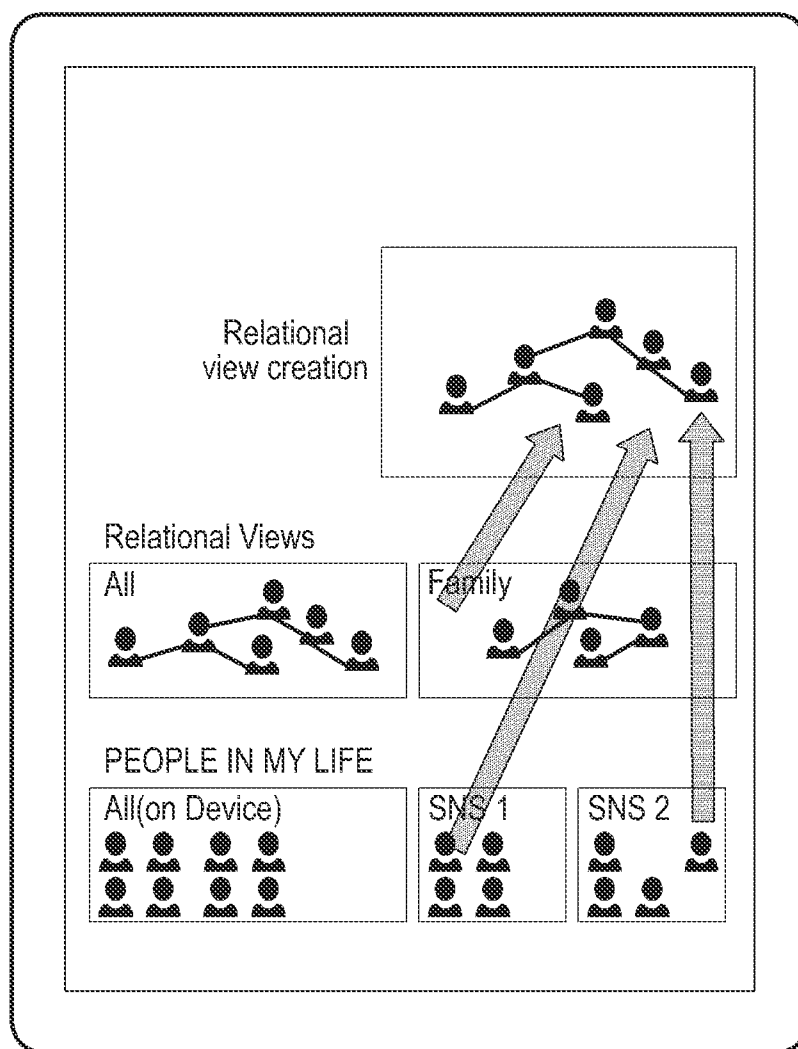 Relational
view creation
Relational Views
All
Family
PEOPLE IN MY LIFE
All(on Device)
SNS 1
SNS 2